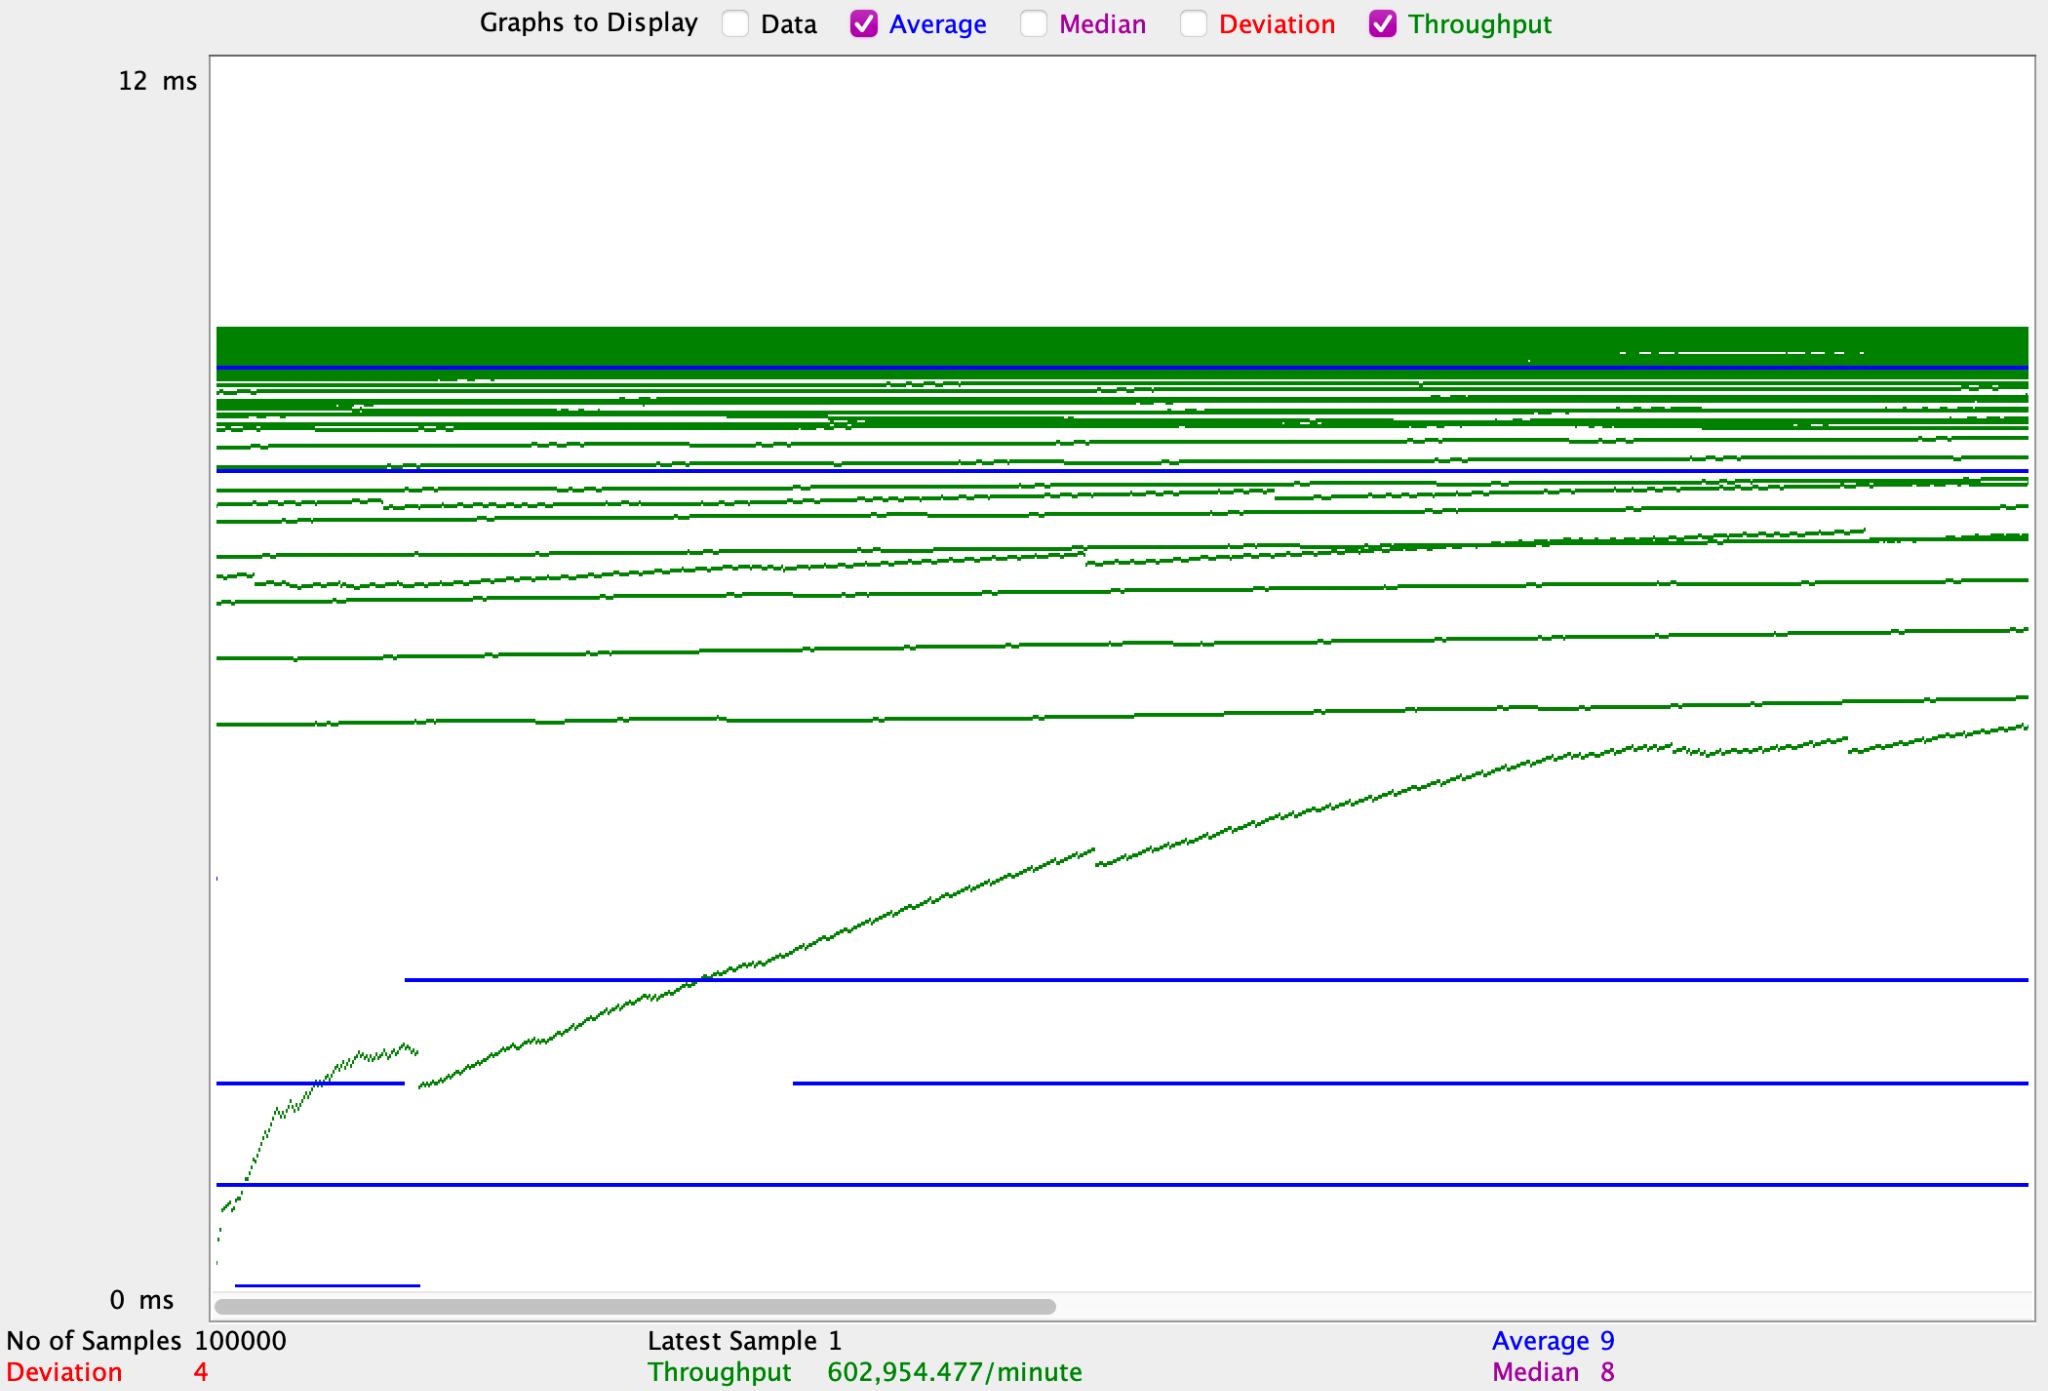 Graphs to Display Data Average Median Deviation Throughput
12 ms
0 ms
No of Samples 100000 Latest Sample 1 Average 9
Deviation 4 Throughput 602,954.477/minute Median 8